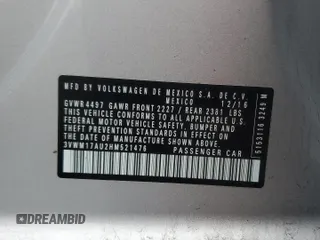 MFD BY VOLKSWAGEN DE MEXICO S.A. DE C.V.
MEXICO 12/16
GVWR 4497 GAWR FRONT 2227 / REAR 2381 LBS
THIS VEHICLE CONFORMS TO ALL APPLICABLE
FEDERAL MOTOR VEHICLE SAFETY, BUMPER AND
THEFT PREVENTION STANDARDS IN EFFECT
ON THE DATE OF MANUFACTURE SHOWN ABOVE
3VWM17AU2HM521476 PASSENGER CAR
5153116 3245 M
DREAMBID